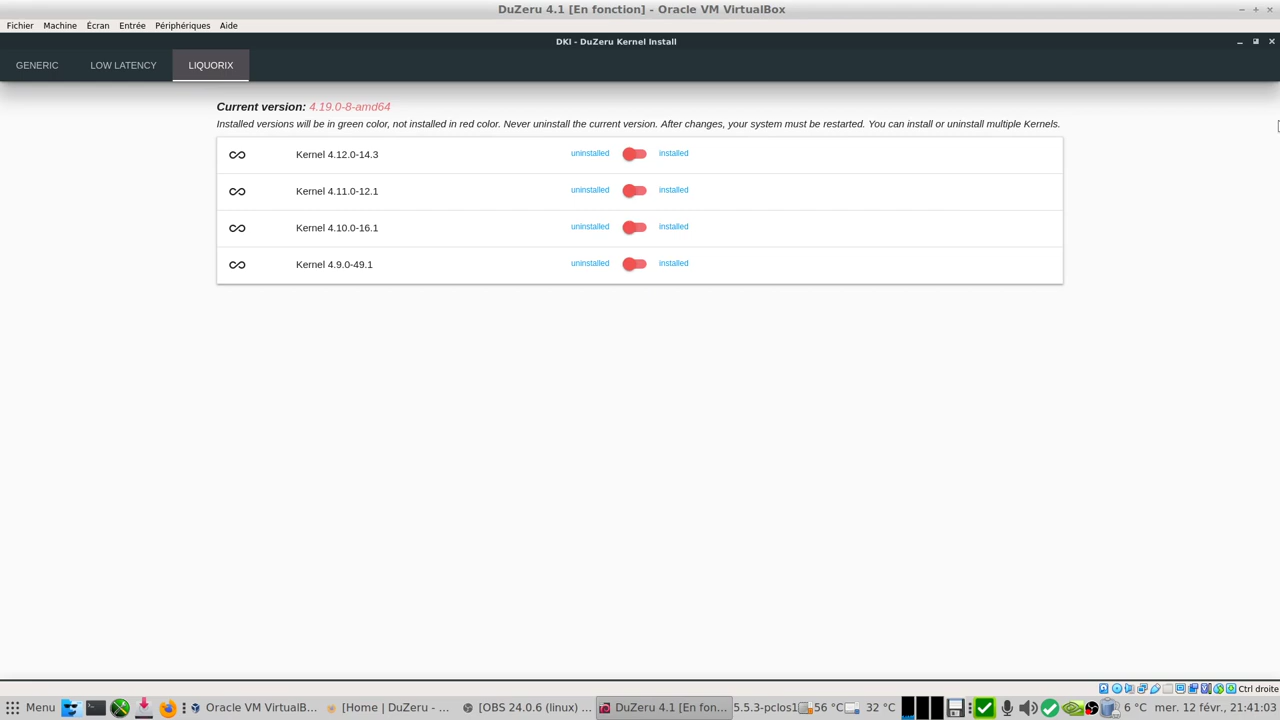 DuZeru 4.1 [En fonction] - Oracle VM VirtualBox
Fichier Machine Écran Entrée Périphériques Aide
DKI - DuZeru Kernel Install
GENERIC LOW LATENCY LIQUORIX
Current version: 4.19.0-8-amd64
Installed versions will be in green color, not installed in red color. Never uninstall the current version. After changes, your system must be restarted. You can install or uninstall multiple Kernels.
Kernel 4.12.0-14.3 uninstalled installed
Kernel 4.11.0-12.1 uninstalled installed
Kernel 4.10.0-16.1 uninstalled installed
Kernel 4.9.0-49.1 uninstalled installed
Ctrl droite
Menu Oracle VM VirtualB... [Home | DuZeru - ... [OBS 24.0.6 (linux) ... DuZeru 4.1 [En fon... 5.5.3-pclos1 56 °C 32 °C 6 °C mer. 12 févr., 21:41:03